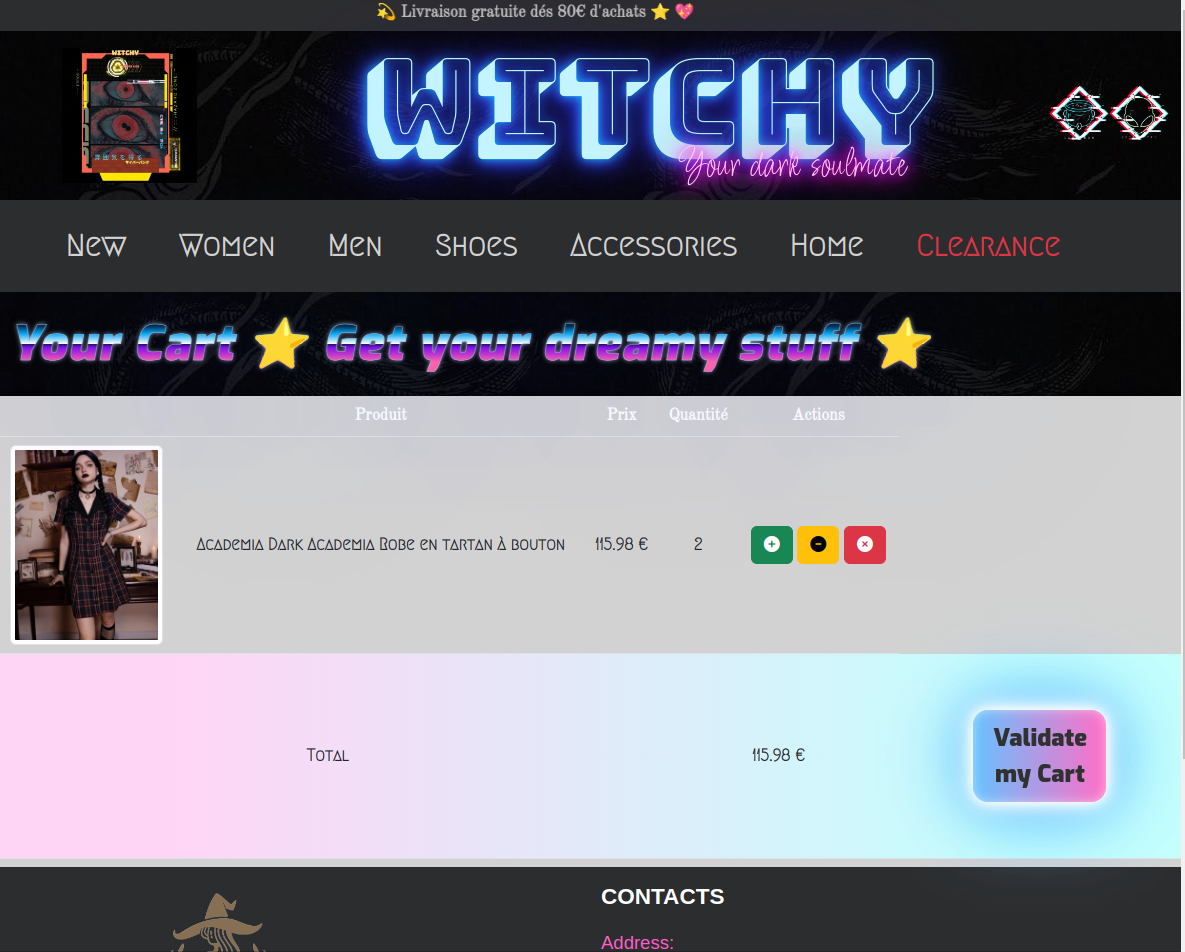 💫 Livraison gratuite dés 80€ d'achats ⭐ 💖
WITCHY
WITCHY
Your dark soulmate
New Women Men Shoes Accessories Home Clearance
Your Cart ⭐ Get your dreamy stuff ⭐
Produit Prix Quantité Actions
Academia Dark Academia Robe en tartan à bouton 115.98 € 2
Total 115.98 €
Validate
my Cart
CONTACTS
Address: